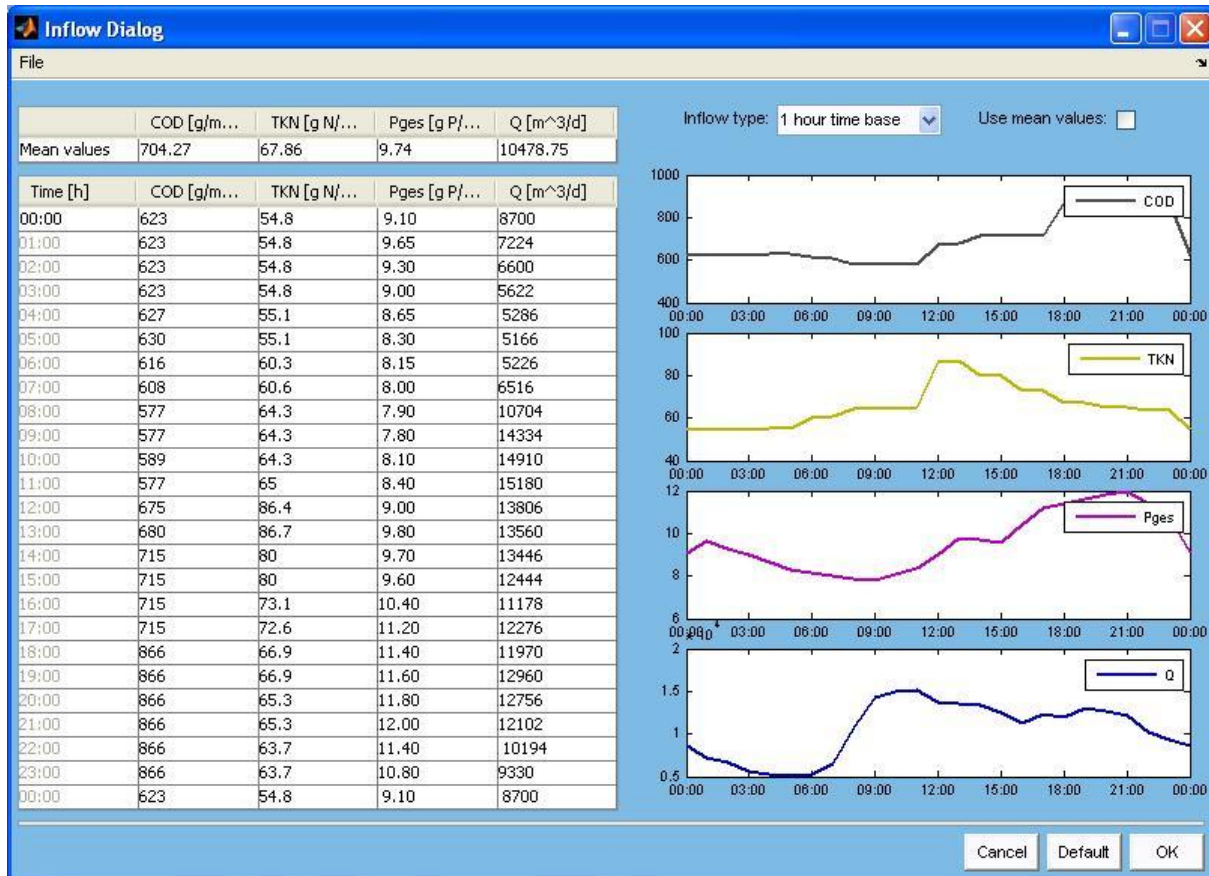 Inflow Dialog
File
COD [g/m... TKN [g N/... Pges [g P/... Q [m^3/d]
Mean values 704.27 67.86 9.74 10478.75
Time [h] COD [g/m... TKN [g N/... Pges [g P/... Q [m^3/d]
00:00 623 54.8 9.10 8700
01:00 623 54.8 9.65 7224
02:00 623 54.8 9.30 6600
03:00 623 54.8 9.00 5622
04:00 627 55.1 8.65 5286
05:00 630 55.1 8.30 5166
06:00 616 60.3 8.15 5226
07:00 608 60.6 8.00 6516
08:00 577 64.3 7.90 10704
09:00 577 64.3 7.80 14334
10:00 589 64.3 8.10 14910
11:00 577 65 8.40 15180
12:00 675 86.4 9.00 13806
13:00 680 86.7 9.80 13560
14:00 715 80 9.70 13446
15:00 715 80 9.60 12444
16:00 715 73.1 10.40 11178
17:00 715 72.6 11.20 12276
18:00 866 66.9 11.40 11970
19:00 866 66.9 11.60 12960
20:00 866 65.3 11.80 12756
21:00 866 65.3 12.00 12102
22:00 866 63.7 11.40 10194
23:00 866 63.7 10.80 9330
00:00 623 54.8 9.10 8700
Inflow type: 1 hour time base Use mean values:
1000
COD
800
600
400
00:00 03:00 06:00 09:00 12:00 15:00 18:00 21:00 00:00
100
TKN
80
60
40
00:00 03:00 06:00 09:00 12:00 15:00 18:00 21:00 00:00
12
Pges
10
8
6
03:00 06:00 09:00 12:00 15:00 18:00 21:00 00:00
2
Q
1.5
1
0.5
00:00 03:00 06:00 09:00 12:00 15:00 18:00 21:00 00:00
Cancel Default OK